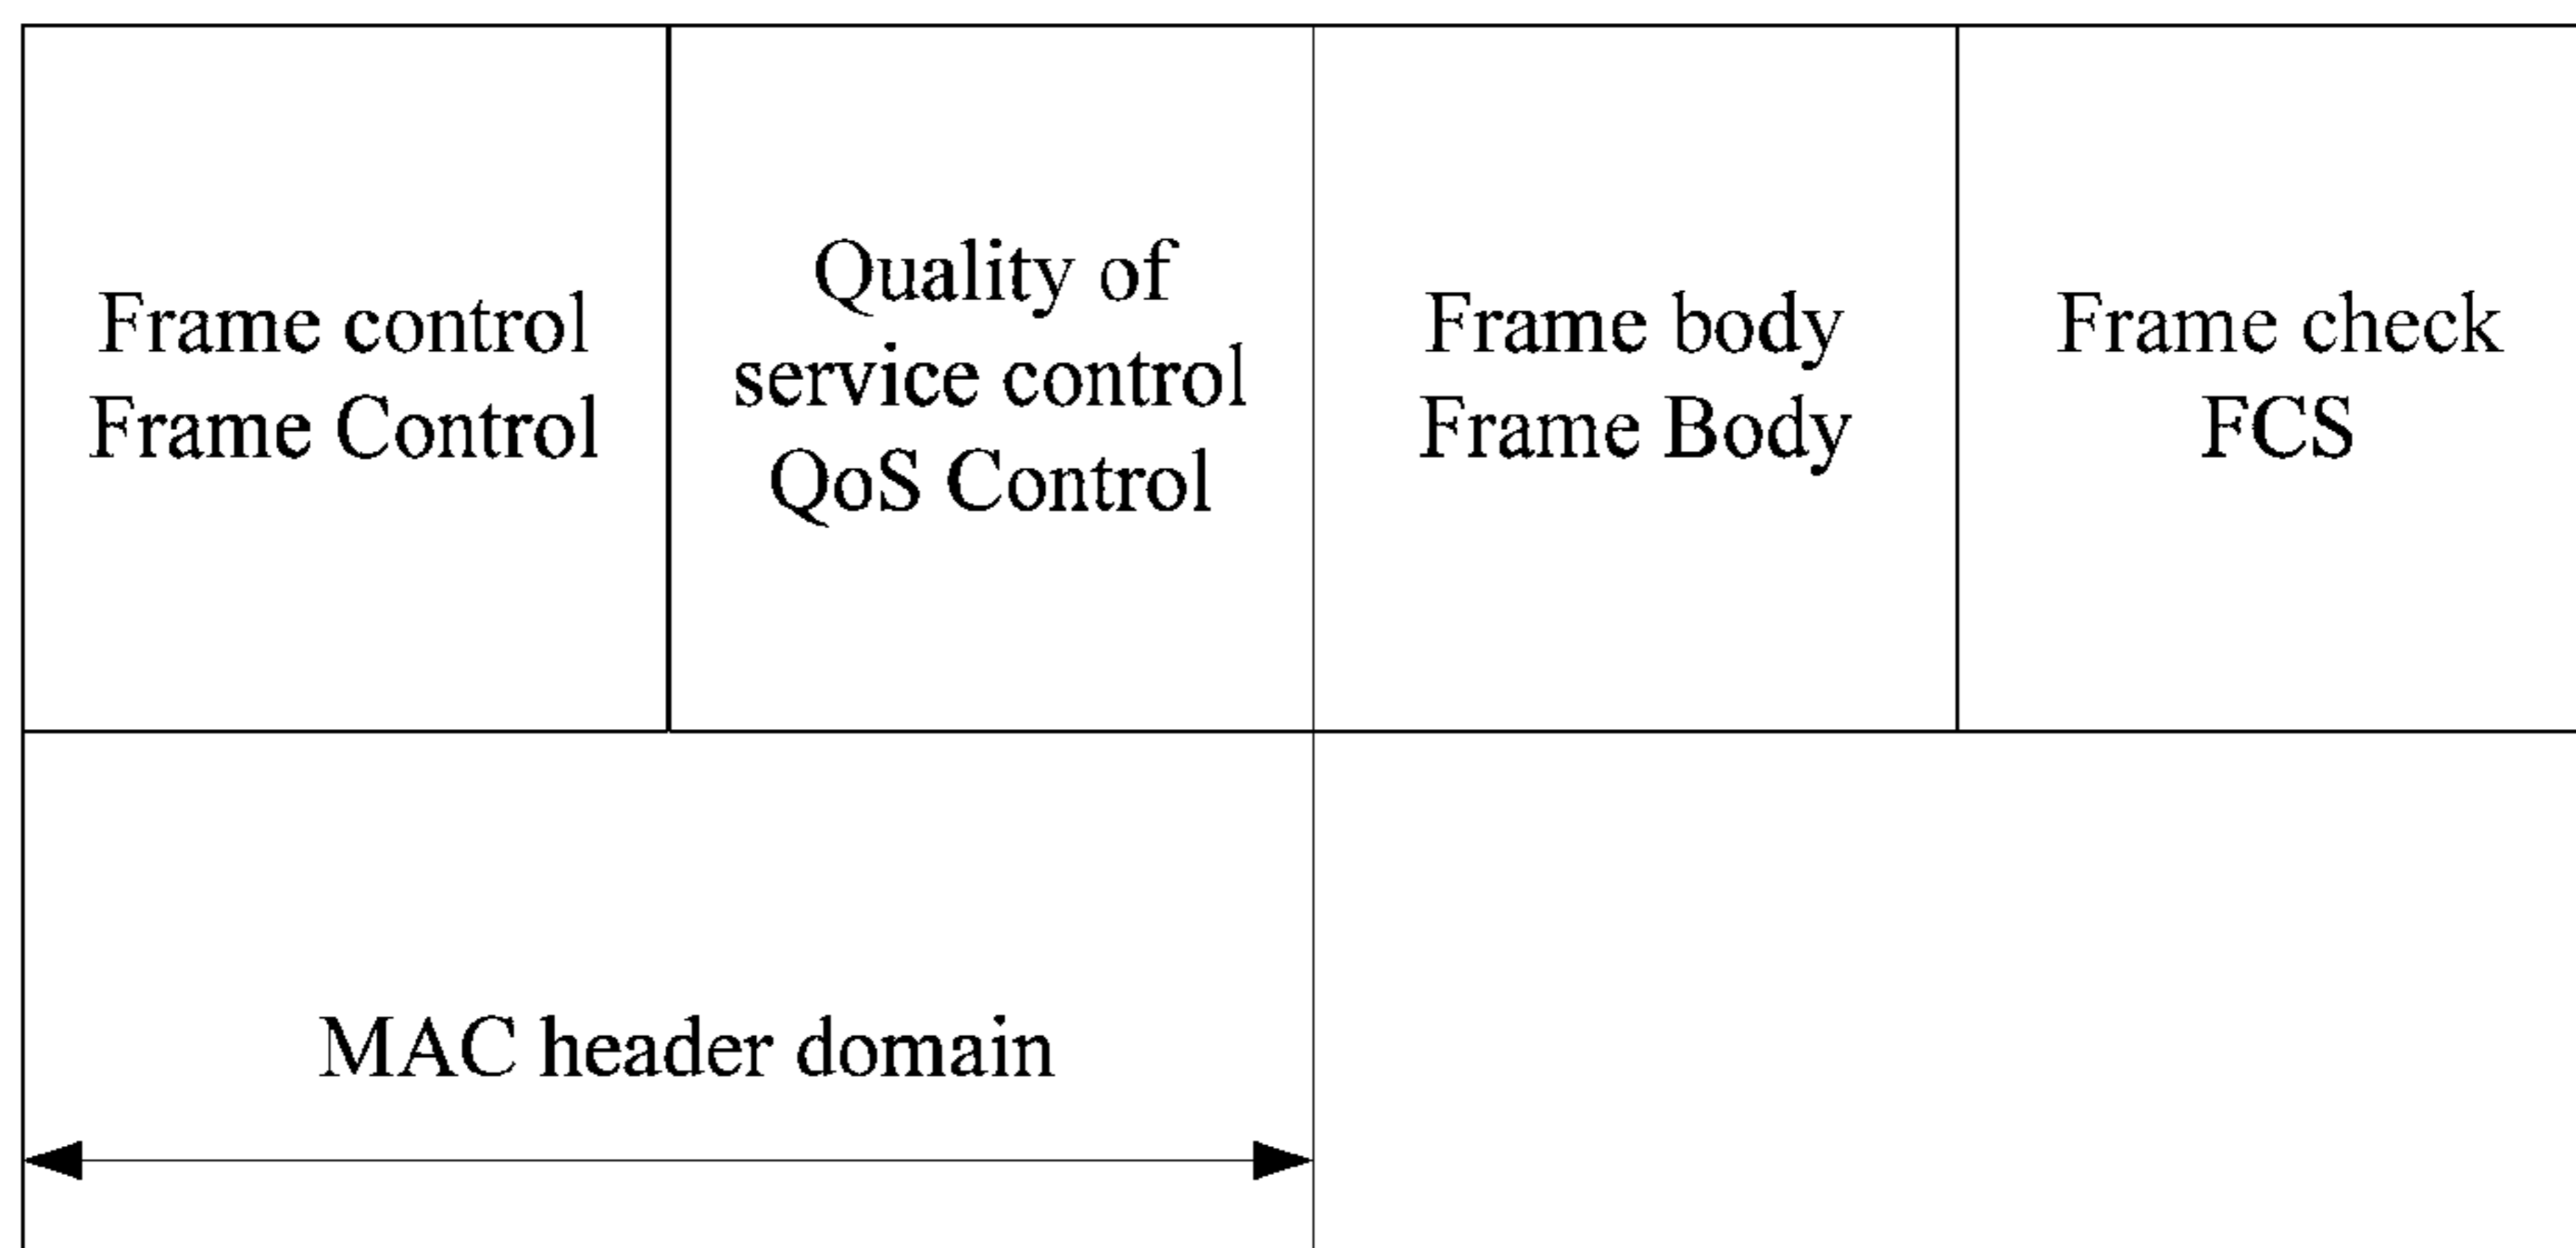 Frame control
Frame Control
Quality of
service control
QoS Control
Frame body
Frame Body
Frame check
FCS
MAC header domain